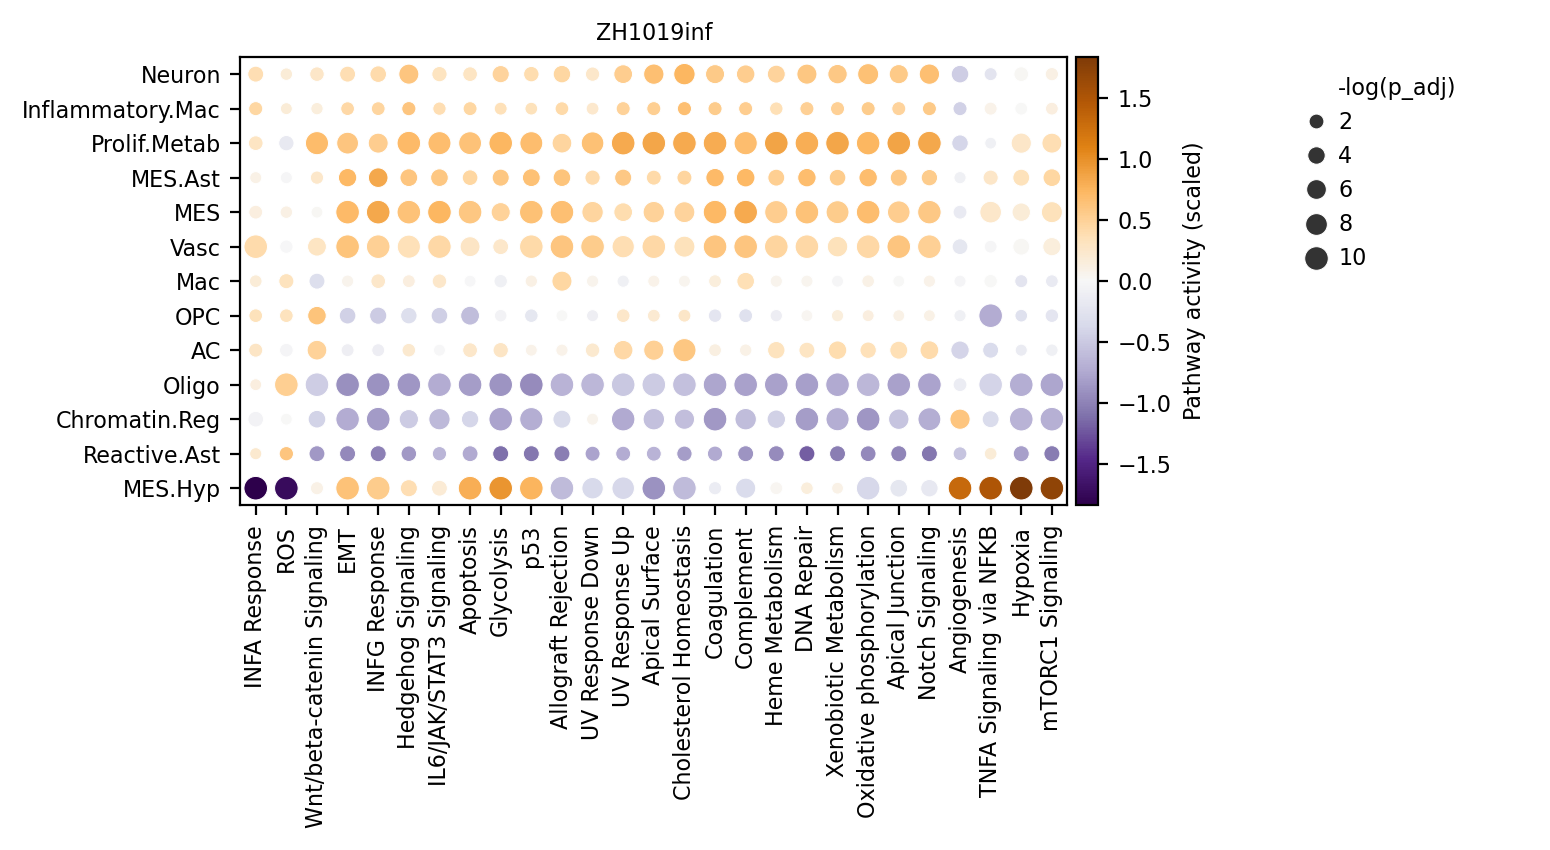 ZH1019inf
Neuron
Inflammatory.Mac
Prolif.Metab
MES.Ast
MES
Vasc
Mac
OPC
AC
Oligo
Chromatin.Reg
Reactive.Ast
MES.Hyp
INFA Response
ROS
Wnt/beta-catenin Signaling
EMT
INFG Response
Hedgehog Signaling
IL6/JAK/STAT3 Signaling
Apoptosis
Glycolysis
p53
Allograft Rejection
UV Response Down
UV Response Up
Apical Surface
Cholesterol Homeostasis
Coagulation
Complement
Heme Metabolism
DNA Repair
Xenobiotic Metabolism
Oxidative phosphorylation
Apical Junction
Notch Signaling
Angiogenesis
TNFA Signaling via NFKB
Hypoxia
mTORC1 Signaling
1.5
1.0
0.5
0.0
−0.5
−1.0
−1.5
Pathway activity (scaled)
-log(p_adj)
2
4
6
8
10